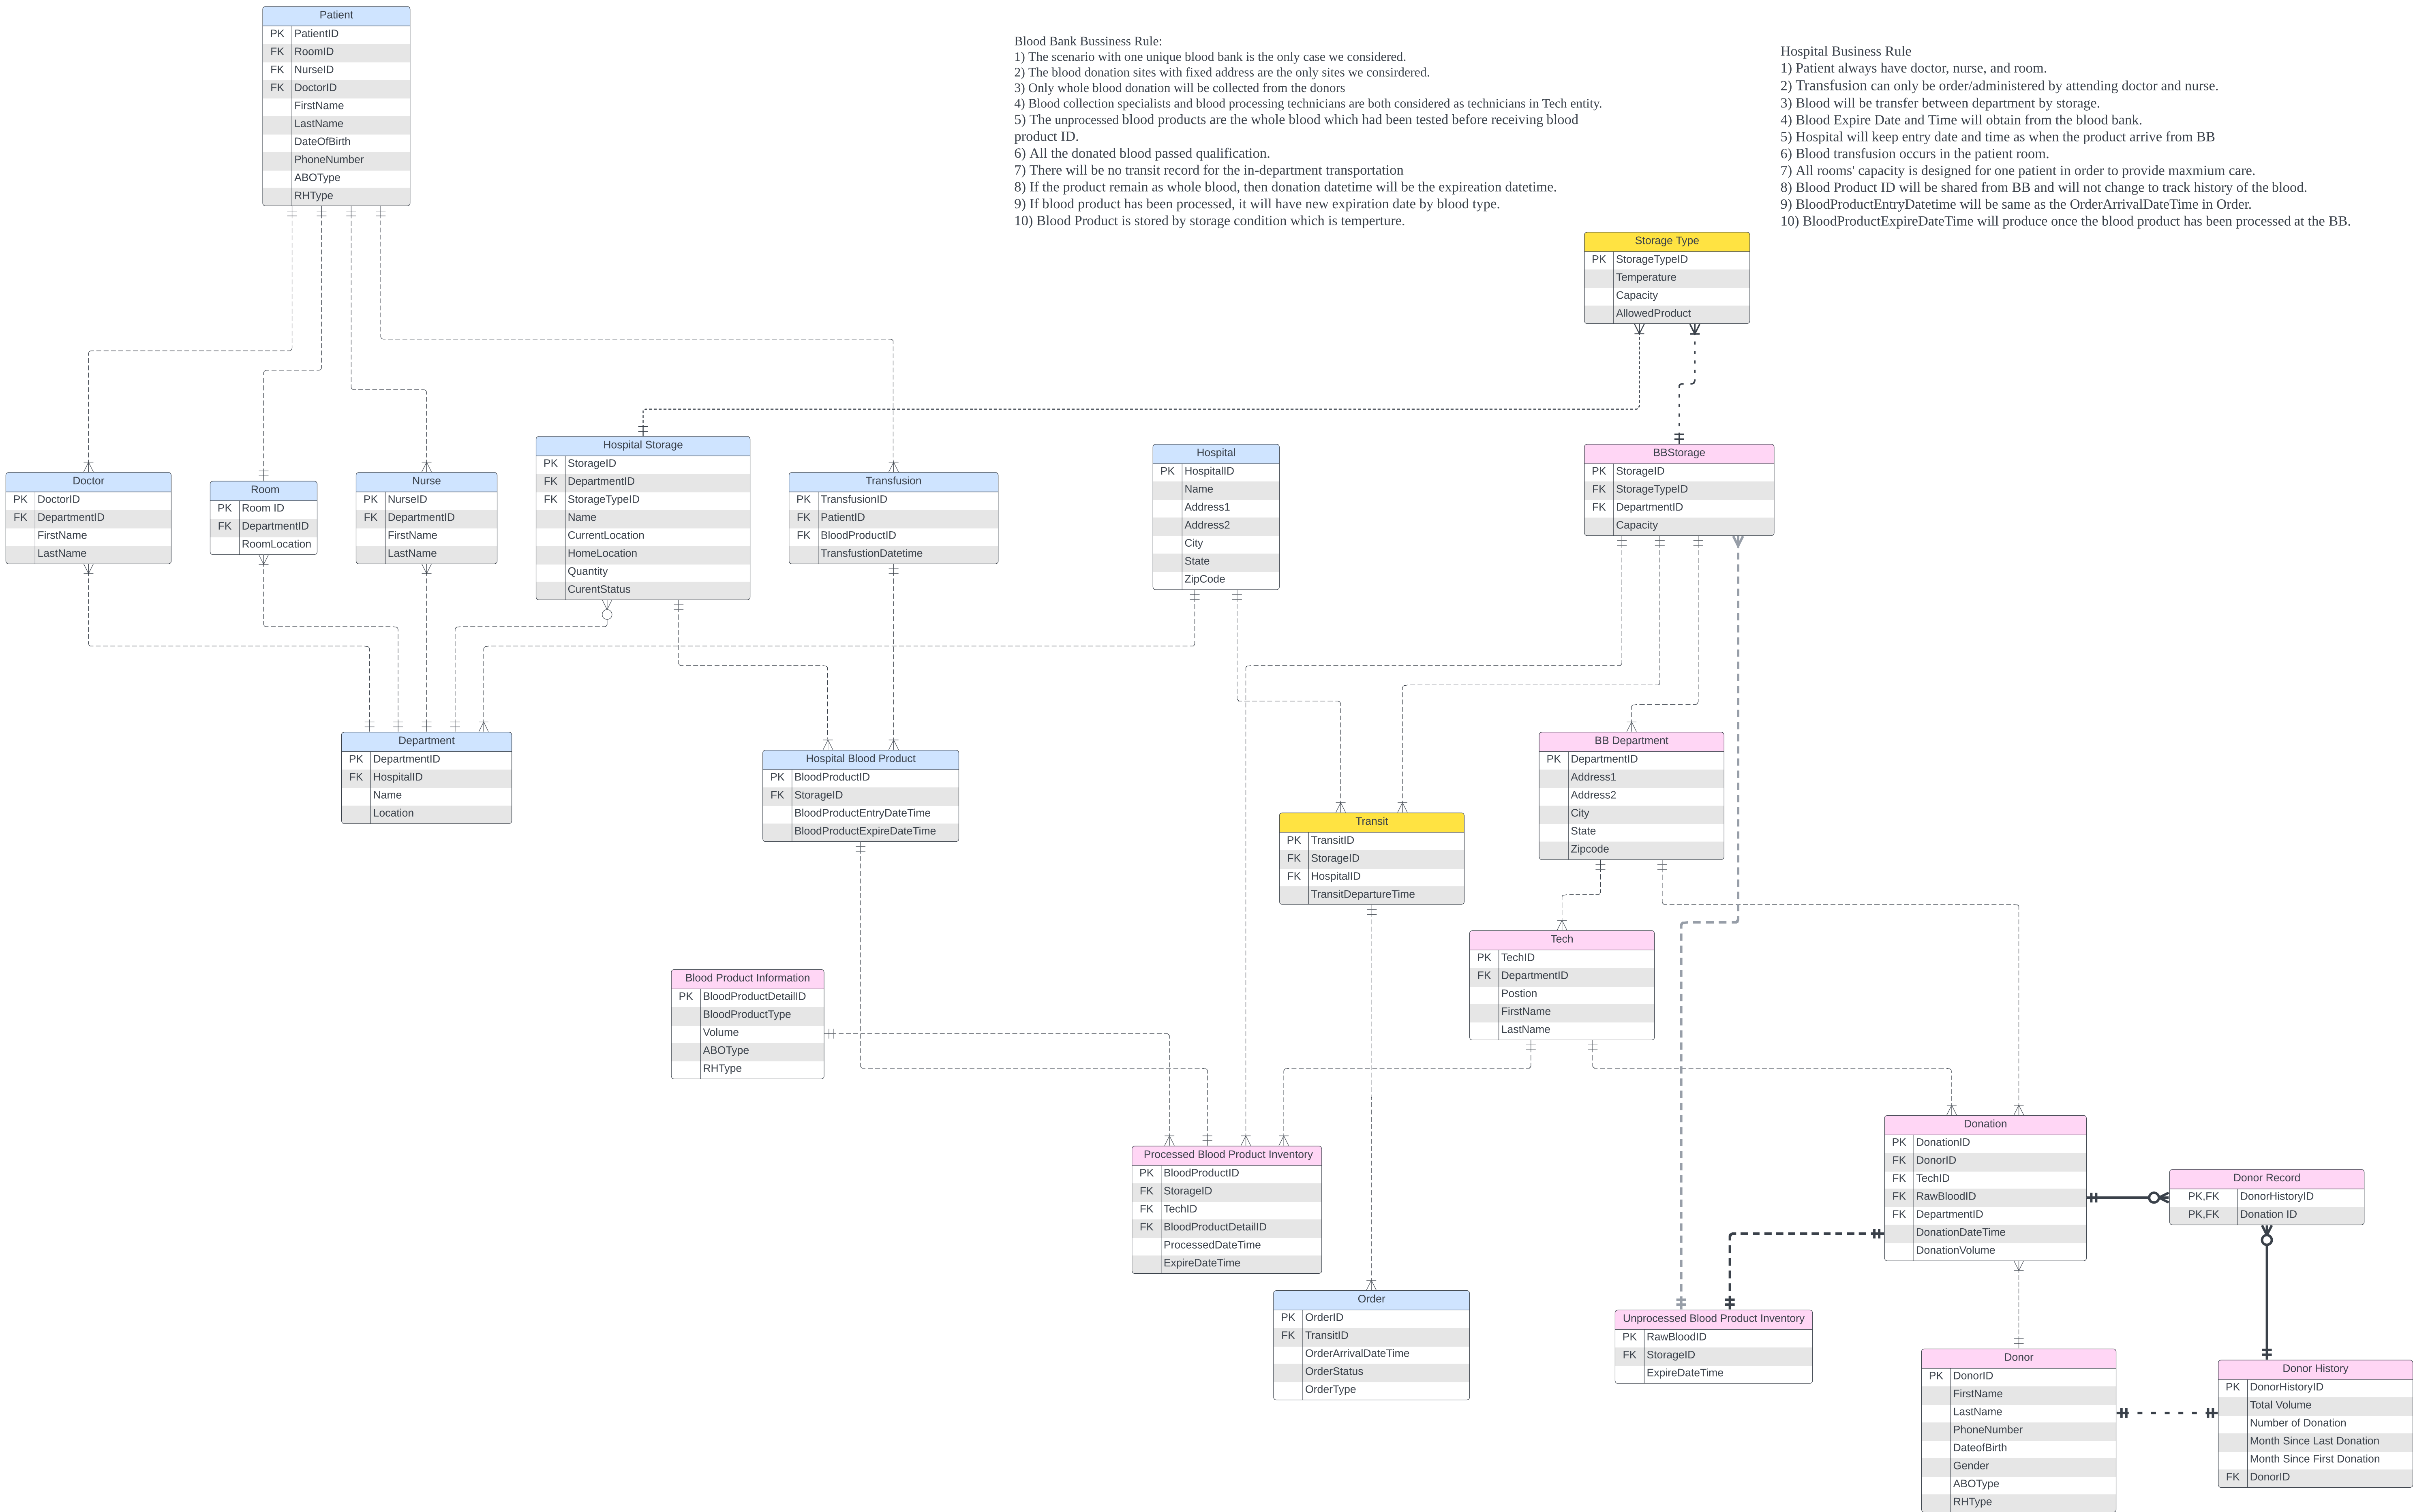 Patient
PK PatientID
FK RoomID
FK NurseID
FK DoctorID
FirstName
LastName
DateOfBirth
PhoneNumber
ABOType
RHType
Blood Bank Bussiness Rule:
1) The scenario with one unique blood bank is the only case we considered.
2) The blood donation sites with fixed address are the only sites we consirdered.
3) Only whole blood donation will be collected from the donors
4) Blood collection specialists and blood processing technicians are both considered as technicians in Tech entity.
5) The unprocessed blood products are the whole blood which had been tested before receiving blood
product ID.
6) All the donated blood passed qualification.
7) There will be no transit record for the in-department transportation
8) If the product remain as whole blood, then donation datetime will be the expireation datetime.
9) If blood product has been processed, it will have new expiration date by blood type.
10) Blood Product is stored by storage condition which is temperture.
Hospital Business Rule
1) Patient always have doctor, nurse, and room.
2) Transfusion can only be order/administered by attending doctor and nurse.
3) Blood will be transfer between department by storage.
4) Blood Expire Date and Time will obtain from the blood bank.
5) Hospital will keep entry date and time as when the product arrive from BB
6) Blood transfusion occurs in the patient room.
7) All rooms' capacity is designed for one patient in order to provide maxmium care.
8) Blood Product ID will be shared from BB and will not change to track history of the blood.
9) BloodProductEntryDatetime will be same as the OrderArrivalDateTime in Order.
10) BloodProductExpireDateTime will produce once the blood product has been processed at the BB.
Storage Type
PK StorageTypeID
Temperature
Capacity
AllowedProduct
Doctor
PK DoctorID
FK DepartmentID
FirstName
LastName
Room
PK Room ID
FK DepartmentID
RoomLocation
Nurse
PK NurseID
FK DepartmentID
FirstName
LastName
Hospital Storage
PK StorageID
FK DepartmentID
FK StorageTypeID
Name
CurrentLocation
HomeLocation
Quantity
CurentStatus
Transfusion
PK TransfusionID
FK PatientID
FK BloodProductID
TransfustionDatetime
Hospital
PK HospitalID
Name
Address1
Address2
City
State
ZipCode
BBStorage
PK StorageID
FK StorageTypeID
FK DepartmentID
Capacity
Department
PK DepartmentID
FK HospitalID
Name
Location
Hospital Blood Product
PK BloodProductID
FK StorageID
BloodProductEntryDateTime
BloodProductExpireDateTime
Transit
PK TransitID
FK StorageID
FK HospitalID
TransitDepartureTime
BB Department
PK DepartmentID
Address1
Address2
City
State
Zipcode
Tech
PK TechID
FK DepartmentID
Postion
FirstName
LastName
Blood Product Information
PK BloodProductDetailID
BloodProductType
Volume
ABOType
RHType
Processed Blood Product Inventory
PK BloodProductID
FK StorageID
FK TechID
FK BloodProductDetailID
ProcessedDateTime
ExpireDateTime
Donation
PK DonationID
FK DonorID
FK TechID
FK RawBloodID
FK DepartmentID
DonationDateTime
DonationVolume
Donor Record
PK,FK DonorHistoryID
PK,FK Donation ID
Order
PK OrderID
FK TransitID
OrderArrivalDateTime
OrderStatus
OrderType
Unprocessed Blood Product Inventory
PK RawBloodID
FK StorageID
ExpireDateTime
Donor
PK DonorID
FirstName
LastName
PhoneNumber
DateofBirth
Gender
ABOType
RHType
Donor History
PK DonorHistoryID
Total Volume
Number of Donation
Month Since Last Donation
Month Since First Donation
FK DonorID